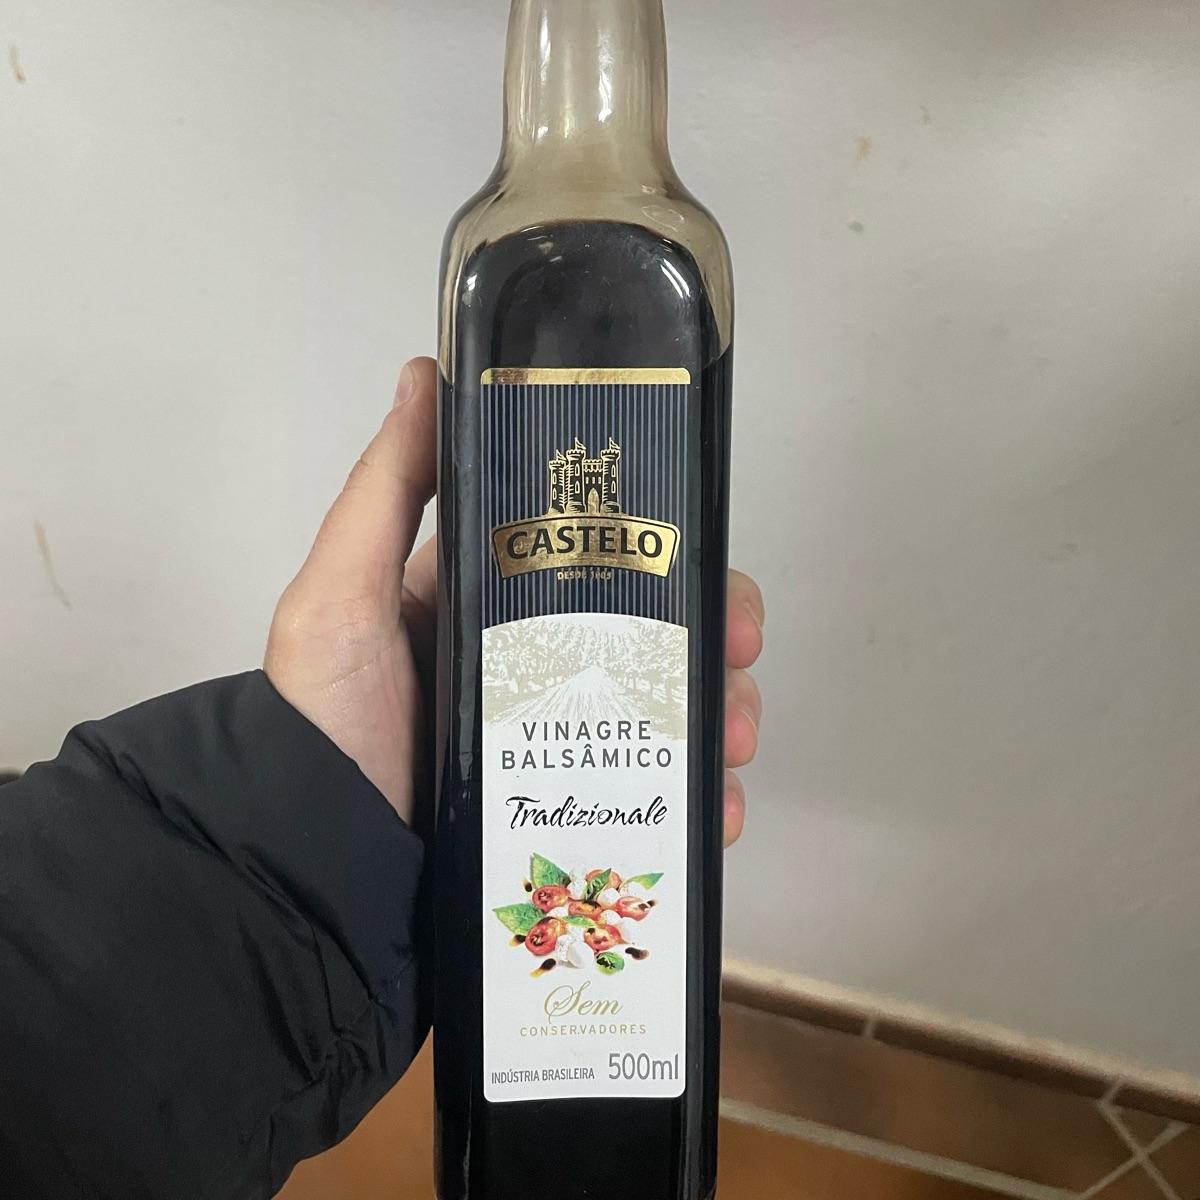 CASTELO
DESDE 1905
VINAGRE
BALSÂMICO
Tradizionale
Sem
CONSERVADORES
INDÚSTRIA BRASILEIRA 500ml